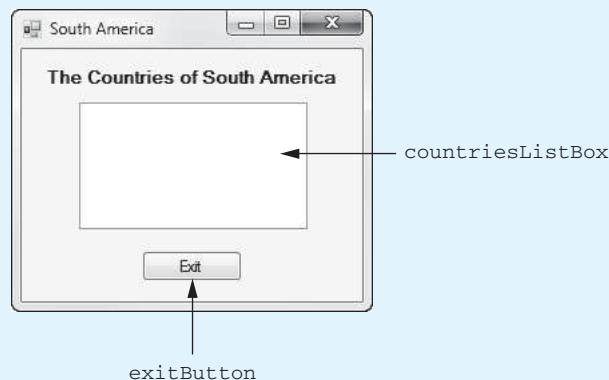 South America
The Countries of South America
countriesListBox
Exit
exitButton